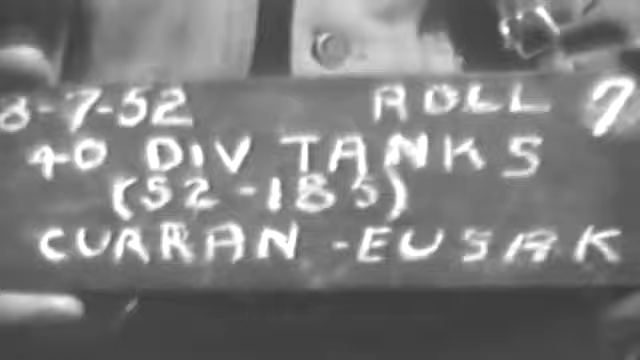 8-7-52 ROLL 7
40 DIV TANKS
(52-185)
CURRAN - EUSAK